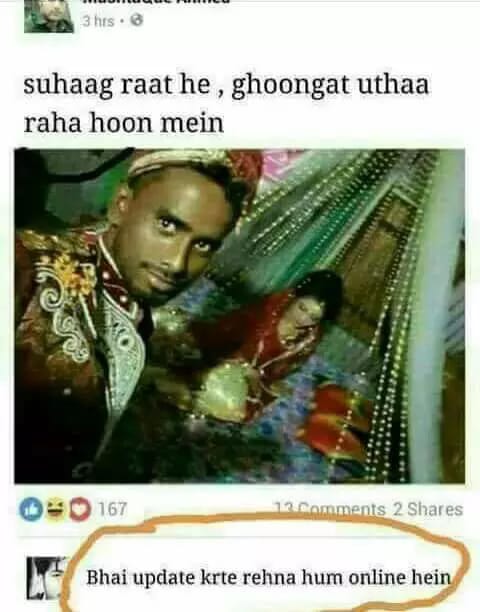 3 hrs
suhaag raat he , ghoongat uthaa
raha hoon mein
167
13 Comments 2 Shares
Bhai update krte rehna hum online hein